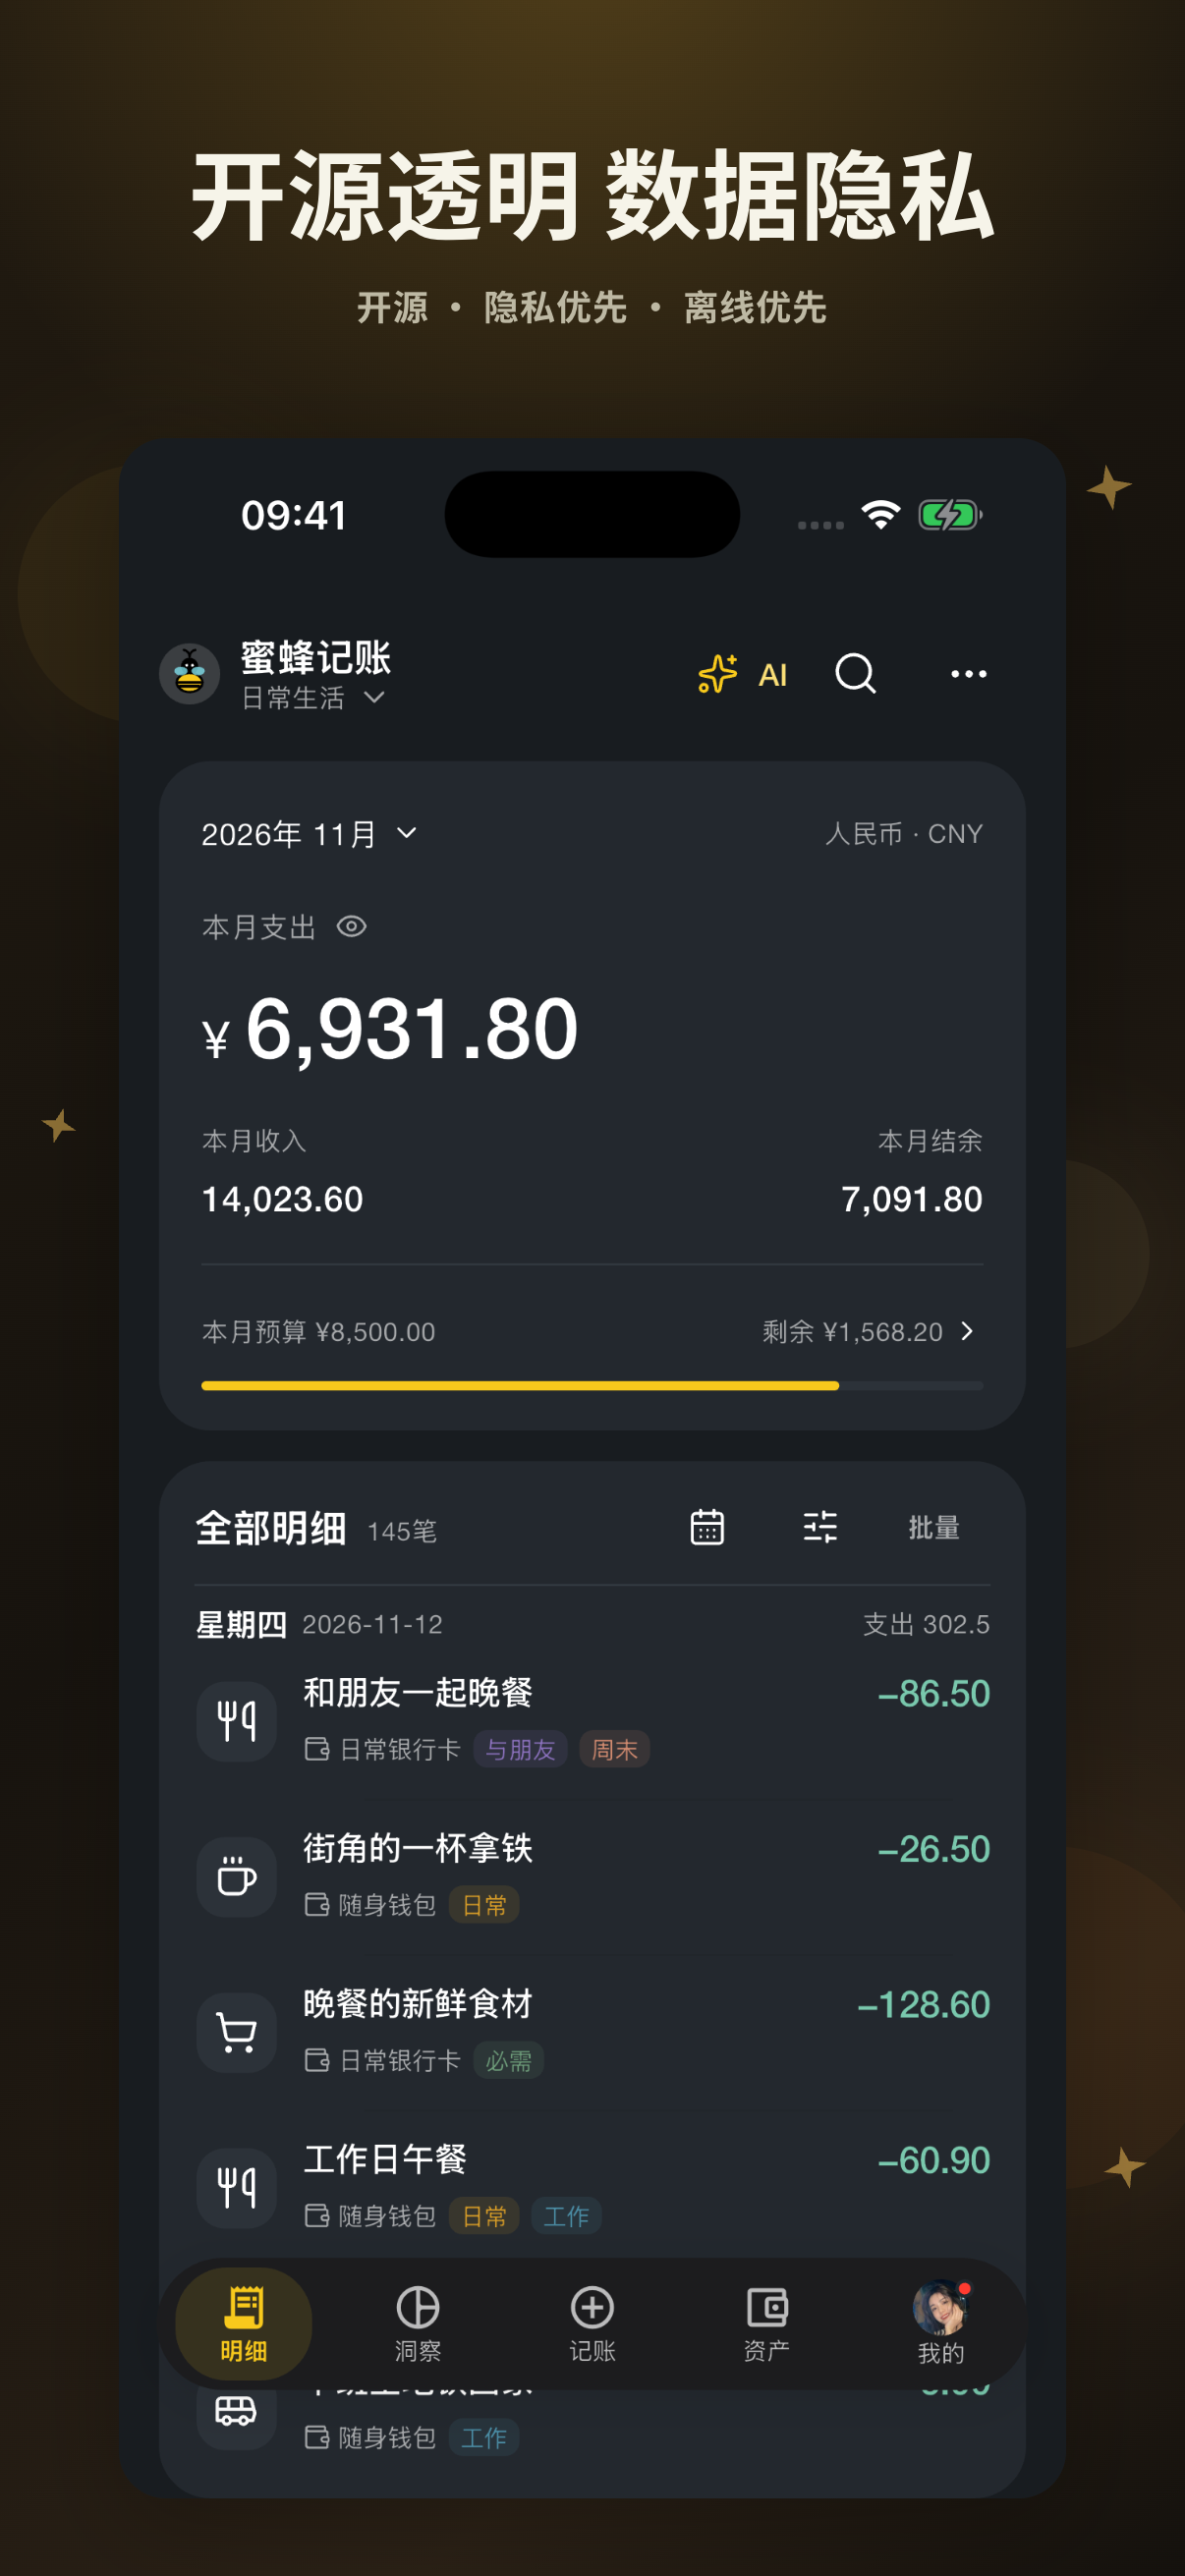 开源透明 数据隐私
开源 · 隐私优先 · 离线优先
09:41
蜜蜂记账
日常生活
AI
2026年 11月
人民币 · CNY
本月支出
¥ 6,931.80
本月收入
本月结余
14,023.60
7,091.80
本月预算 ¥8,500.00
剩余 ¥1,568.20
全部明细 145笔
批量
星期四 2026-11-12
支出 302.5
和朋友一起晚餐
-86.50
日常银行卡 与朋友 周末
街角的一杯拿铁
-26.50
随身钱包 日常
晚餐的新鲜食材
-128.60
日常银行卡 必需
工作日午餐
-60.90
随身钱包 日常 工作
明细
洞察
记账
资产
我的
随身钱包 工作